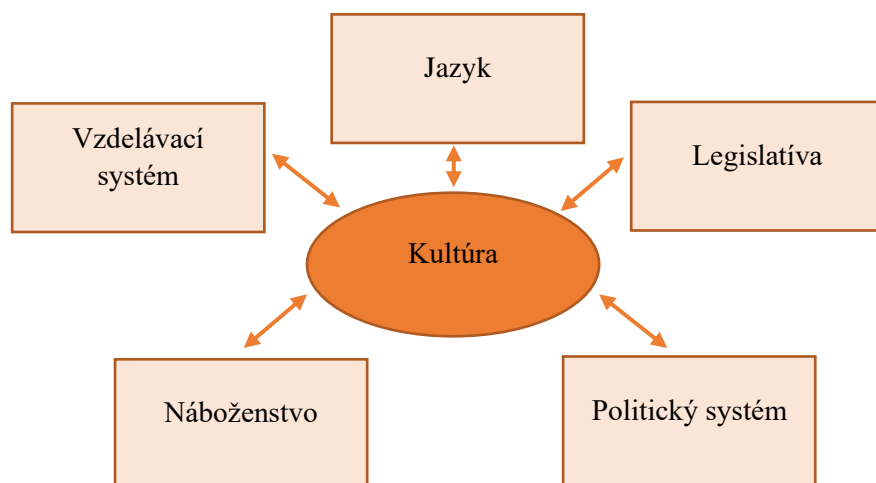 Jazyk
Vzdelávací
systém
Legislatíva
Kultúra
Náboženstvo
Politický systém